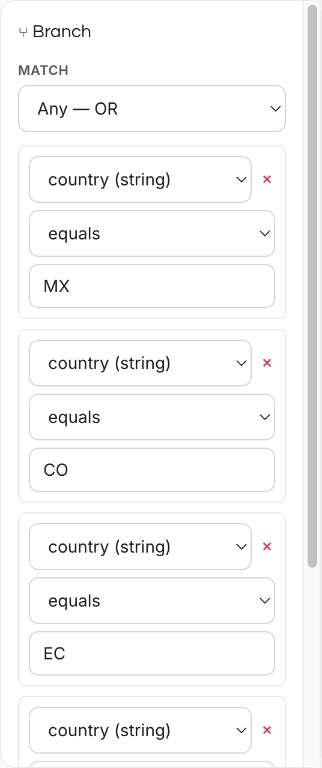 Branch
MATCH
Any — OR
country (string)
equals
MX
country (string)
equals
CO
country (string)
equals
EC
country (string)